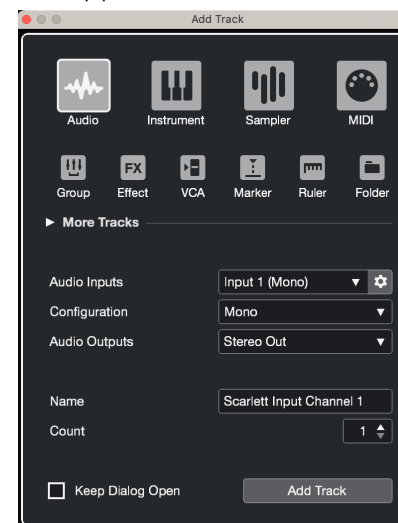 Add Track
Audio Instrument Sampler MIDI
FX
Group Effect VCA Marker Ruler Folder
More Tracks
Audio Inputs Input 1 (Mono)
Configuration Mono
Audio Outputs Stereo Out
Name Scarlett Input Channel 1
Count 1
Keep Dialog Open Add Track